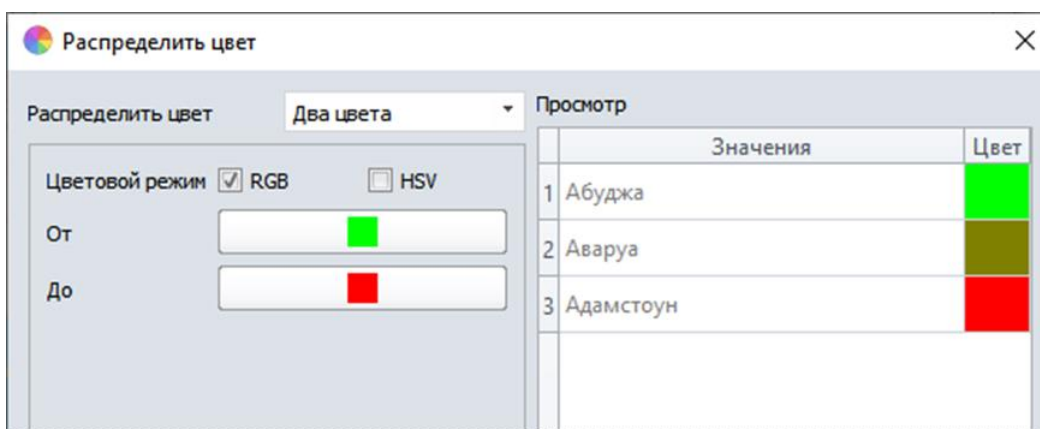 Распределить цвет
Распределить цвет Два цвета
Цветовой режим RGB HSV
От
До
Просмотр
Значения Цвет
1 Абуджа
2 Аваруа
3 Адамстоун